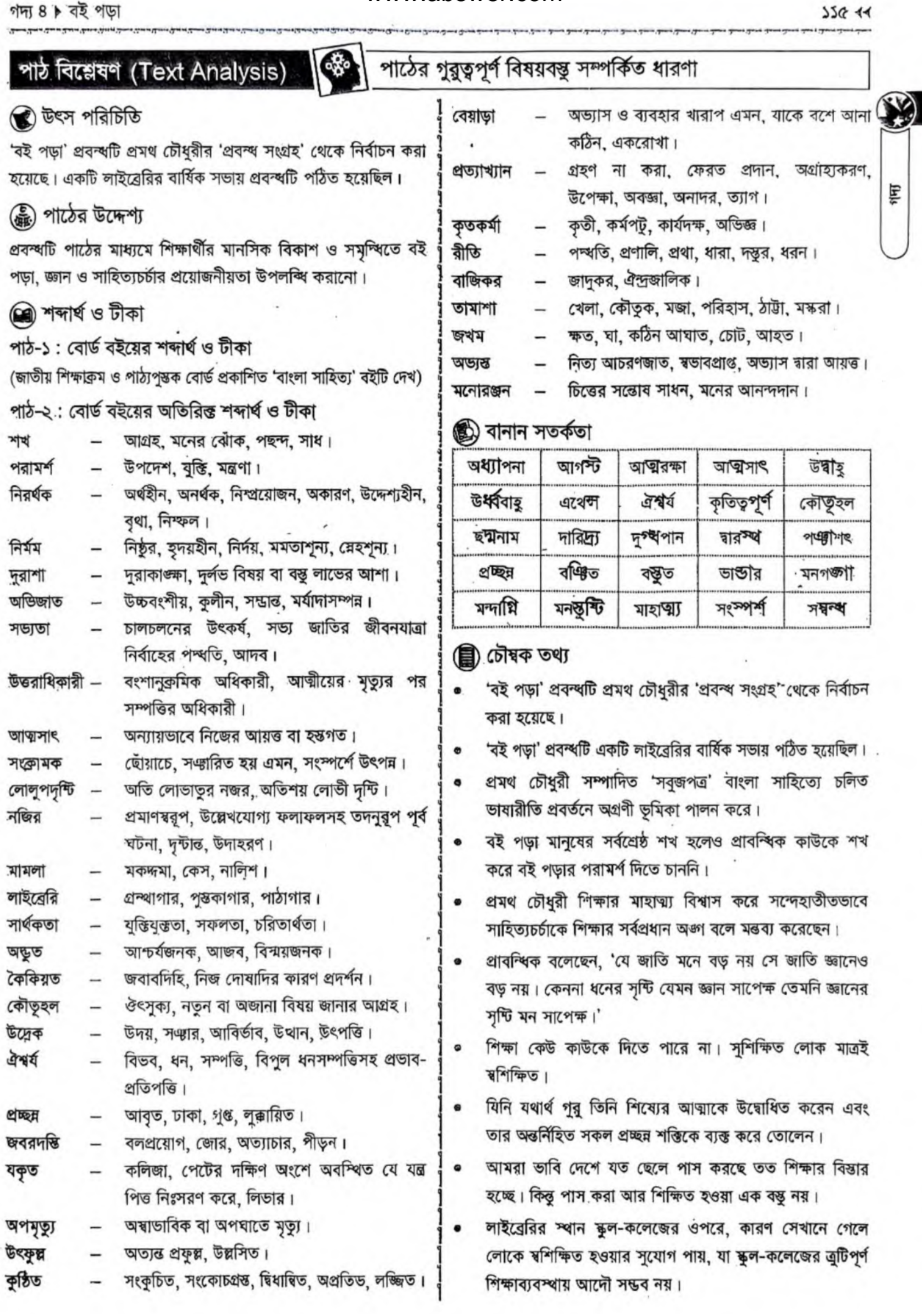 গদ্য ৪ ▶ বই পড়া
১১৫
পাঠ বিশ্লেষণ (Text Analysis)
পাঠের গুরুত্বপূর্ণ বিষয়বস্তু সম্পর্কিত ধারণা
উৎস পরিচিতি
'বই পড়া' প্রবন্ধটি প্রমথ চৌধুরীর 'প্রবন্ধ সংগ্রহ' থেকে নির্বাচন করা
হয়েছে। একটি লাইব্রেরির বার্ষিক সভায় প্রবন্ধটি পঠিত হয়েছিল।
পাঠের উদ্দেশ্য
প্রবন্ধটি পাঠের মাধ্যমে শিক্ষার্থীর মানসিক বিকাশ ও সমৃদ্ধিতে বই
পড়া, জ্ঞান ও সাহিত্যচর্চার প্রয়োজনীয়তা উপলব্ধি করানো।
শব্দার্থ ও টীকা
পাঠ-১ : বোর্ড বইয়ের শব্দার্থ ও টীকা
(জাতীয় শিক্ষাক্রম ও পাঠ্যপুস্তক বোর্ড প্রকাশিত 'বাংলা সাহিত্য' বইটি দেখ)
পাঠ-২ : বোর্ড বইয়ের অতিরিক্ত শব্দার্থ ও টীকা
শখ – আগ্রহ, মনের ঝোঁক, পছন্দ, সাধ।
পরামর্শ – উপদেশ, যুক্তি, মন্ত্রণা।
নিরর্থক – অর্থহীন, অনর্থক, নিষ্প্রয়োজন, অকারণ, উদ্দেশ্যহীন,
বৃথা, নিষ্ফল।
নির্মম – নিষ্ঠুর, হৃদয়হীন, নির্দয়, মমতাশূন্য, স্নেহশূন্য।
দুরাশা – দুরাকাঙ্ক্ষা, দুর্লভ বিষয় বা বস্তু লাভের আশা।
অভিজাত – উচ্চবংশীয়, কুলীন, সম্ভ্রান্ত, মর্যাদাসম্পন্ন।
সভ্যতা – চালচলনের উৎকর্ষ, সভ্য জাতির জীবনযাত্রা
নির্বাহের পদ্ধতি, আদব।
উত্তরাধিকারী – বংশানুক্রমিক অধিকারী, আত্মীয়ের মৃত্যুর পর
সম্পত্তির অধিকারী।
আত্মসাৎ – অন্যায়ভাবে নিজের আয়ত্ত বা হস্তগত।
সংক্রামক – ছোঁয়াচে, সঞ্চারিত হয় এমন, সংস্পর্শে উৎপন্ন।
লোলুপদৃষ্টি – অতি লোভাতুর নজর, অতিশয় লোভী দৃষ্টি।
নজির – প্রমাণস্বরূপ, উল্লেখযোগ্য ফলাফলসহ তদনুরূপ পূর্ব
ঘটনা, দৃষ্টান্ত, উদাহরণ।
মামলা – মকদ্দমা, কেস, নালিশ।
লাইব্রেরি – গ্রন্থাগার, পুস্তকাগার, পাঠাগার।
সার্থকতা – যুক্তিযুক্ততা, সফলতা, চরিতার্থতা।
অদ্ভুত – আশ্চর্যজনক, আজব, বিস্ময়জনক।
কৈফিয়ত – জবাবদিহি, নিজ দোষাদির কারণ প্রদর্শন।
কৌতূহল – ঔৎসুক্য, নতুন বা অজানা বিষয় জানার আগ্রহ।
উদ্রেক – উদয়, সঞ্চার, আবির্ভাব, উত্থান, উৎপত্তি।
ঐশ্বর্য – বিভব, ধন, সম্পত্তি, বিপুল ধনসম্পত্তিসহ প্রভাব-
প্রতিপত্তি।
প্রচ্ছন্ন – আবৃত, ঢাকা, গুপ্ত, লুক্কায়িত।
জবরদস্তি – বলপ্রয়োগ, জোর, অত্যাচার, পীড়ন।
যকৃত – কলিজা, পেটের দক্ষিণ অংশে অবস্থিত যে যন্ত্র
পিত্ত নিঃসরণ করে, লিভার।
অপমৃত্যু – অস্বাভাবিক বা অপঘাতে মৃত্যু।
উৎফুল্ল – অত্যন্ত প্রফুল্ল, উল্লসিত।
কুণ্ঠিত – সংকুচিত, সংকোচগ্রস্ত, দ্বিধান্বিত, অপ্রতিভ, লজ্জিত।
বেয়াড়া – অভ্যাস ও ব্যবহার খারাপ এমন, যাকে বশে আনা
কঠিন, একরোখা।
প্রত্যাখ্যান – গ্রহণ না করা, ফেরত প্রদান, অগ্রাহ্যকরণ,
উপেক্ষা, অবজ্ঞা, অনাদর, ত্যাগ।
কৃতকর্মা – কৃতী, কর্মপটু, কার্যদক্ষ, অভিজ্ঞ।
রীতি – পদ্ধতি, প্রণালি, প্রথা, ধারা, দস্তুর, ধরন।
বাজিকর – জাদুকর, ঐন্দ্রজালিক।
তামাশা – খেলা, কৌতুক, মজা, পরিহাস, ঠাট্টা, মস্করা।
জখম – ক্ষত, ঘা, কঠিন আঘাত, চোট, আহত।
অভ্যস্ত – নিত্য আচরণজাত, স্বভাবপ্রাপ্ত, অভ্যাস দ্বারা আয়ত্ত।
মনোরঞ্জন – চিত্তের সন্তোষ সাধন, মনের আনন্দদান।
গদ্য
বানান সতর্কতা
অধ্যাপনা আগস্ট আত্মরক্ষা আত্মসাৎ উদ্বাহু
ঊর্ধ্ববাহু এথেন্স ঐশ্বর্য কৃতিত্বপূর্ণ কৌতূহল
ছদ্মনাম দারিদ্র্য দুগ্ধপান দ্বারস্থ পঞ্চাশৎ
প্রচ্ছন্ন বঞ্চিত বস্তুত ভান্ডার মনগঙ্গা
মন্দাগ্নি মনস্তুষ্টি মাহাত্ম্য সংস্পর্শ সম্বন্ধ
চৌম্বক তথ্য
● 'বই পড়া' প্রবন্ধটি প্রমথ চৌধুরীর 'প্রবন্ধ সংগ্রহ' থেকে নির্বাচন
করা হয়েছে।
● 'বই পড়া' প্রবন্ধটি একটি লাইব্রেরির বার্ষিক সভায় পঠিত হয়েছিল।
● প্রমথ চৌধুরী সম্পাদিত 'সবুজপত্র' বাংলা সাহিত্যে চলিত
ভাষারীতি প্রবর্তনে অগ্রণী ভূমিকা পালন করে।
● বই পড়া মানুষের সর্বশ্রেষ্ঠ শখ হলেও প্রাবন্ধিক কাউকে শখ
করে বই পড়ার পরামর্শ দিতে চাননি।
● প্রমথ চৌধুরী শিক্ষার মাহাত্ম্য বিশ্বাস করে সন্দেহাতীতভাবে
সাহিত্যচর্চাকে শিক্ষার সর্বপ্রধান অঙ্গ বলে মন্তব্য করেছেন।
● প্রাবন্ধিক বলেছেন, 'যে জাতি মনে বড় নয় সে জাতি জ্ঞানেও
বড় নয়। কেননা ধনের সৃষ্টি যেমন জ্ঞান সাপেক্ষ তেমনি জ্ঞানের
সৃষ্টি মন সাপেক্ষ।'
● শিক্ষা কেউ কাউকে দিতে পারে না। সুশিক্ষিত লোক মাত্রই
স্বশিক্ষিত।
● যিনি যথার্থ গুরু তিনি শিষ্যের আত্মাকে উদ্বোধিত করেন এবং
তার অন্তর্নিহিত সকল প্রচ্ছন্ন শক্তিকে ব্যক্ত করে তোলেন।
● আমরা ভাবি দেশে যত ছেলে পাস করছে তত শিক্ষার বিস্তার
হচ্ছে। কিন্তু পাস করা আর শিক্ষিত হওয়া এক বস্তু নয়।
● লাইব্রেরির স্থান স্কুল-কলেজের ওপরে, কারণ সেখানে গেলে
লোকে স্বশিক্ষিত হওয়ার সুযোগ পায়, যা স্কুল-কলেজের ত্রুটিপূর্ণ
শিক্ষাব্যবস্থায় আদৌ সম্ভব নয়।